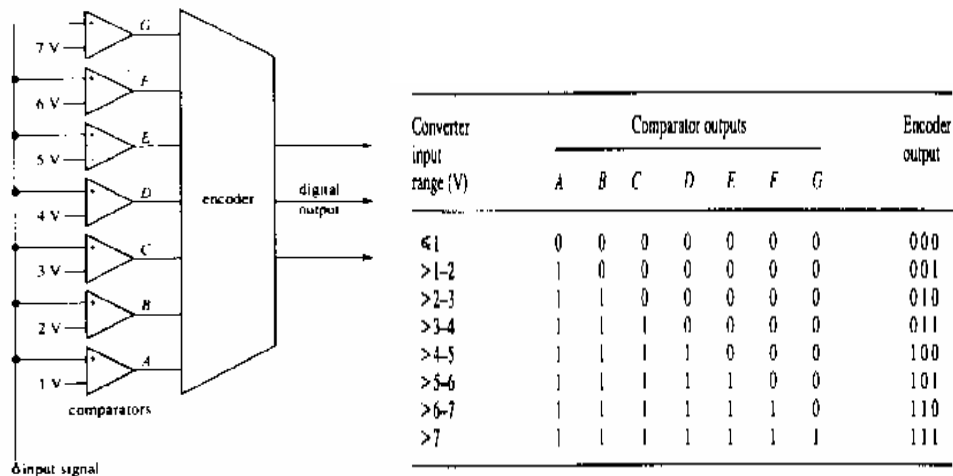 G
7 V
F
6 V
E
5 V
D
4 V
C
3 V
B
2 V
A
1 V
encoder
digital
output
comparators
input signal
Converter Comparator outputs Encoder
input output
range (V) A B C D E F G
⩽1 0 0 0 0 0 0 0 000
>1–2 1 0 0 0 0 0 0 001
>2–3 1 1 0 0 0 0 0 010
>3–4 1 1 1 0 0 0 0 011
>4–5 1 1 1 1 0 0 0 100
>5–6 1 1 1 1 1 0 0 101
>6–7 1 1 1 1 1 1 0 110
>7 1 1 1 1 1 1 1 111